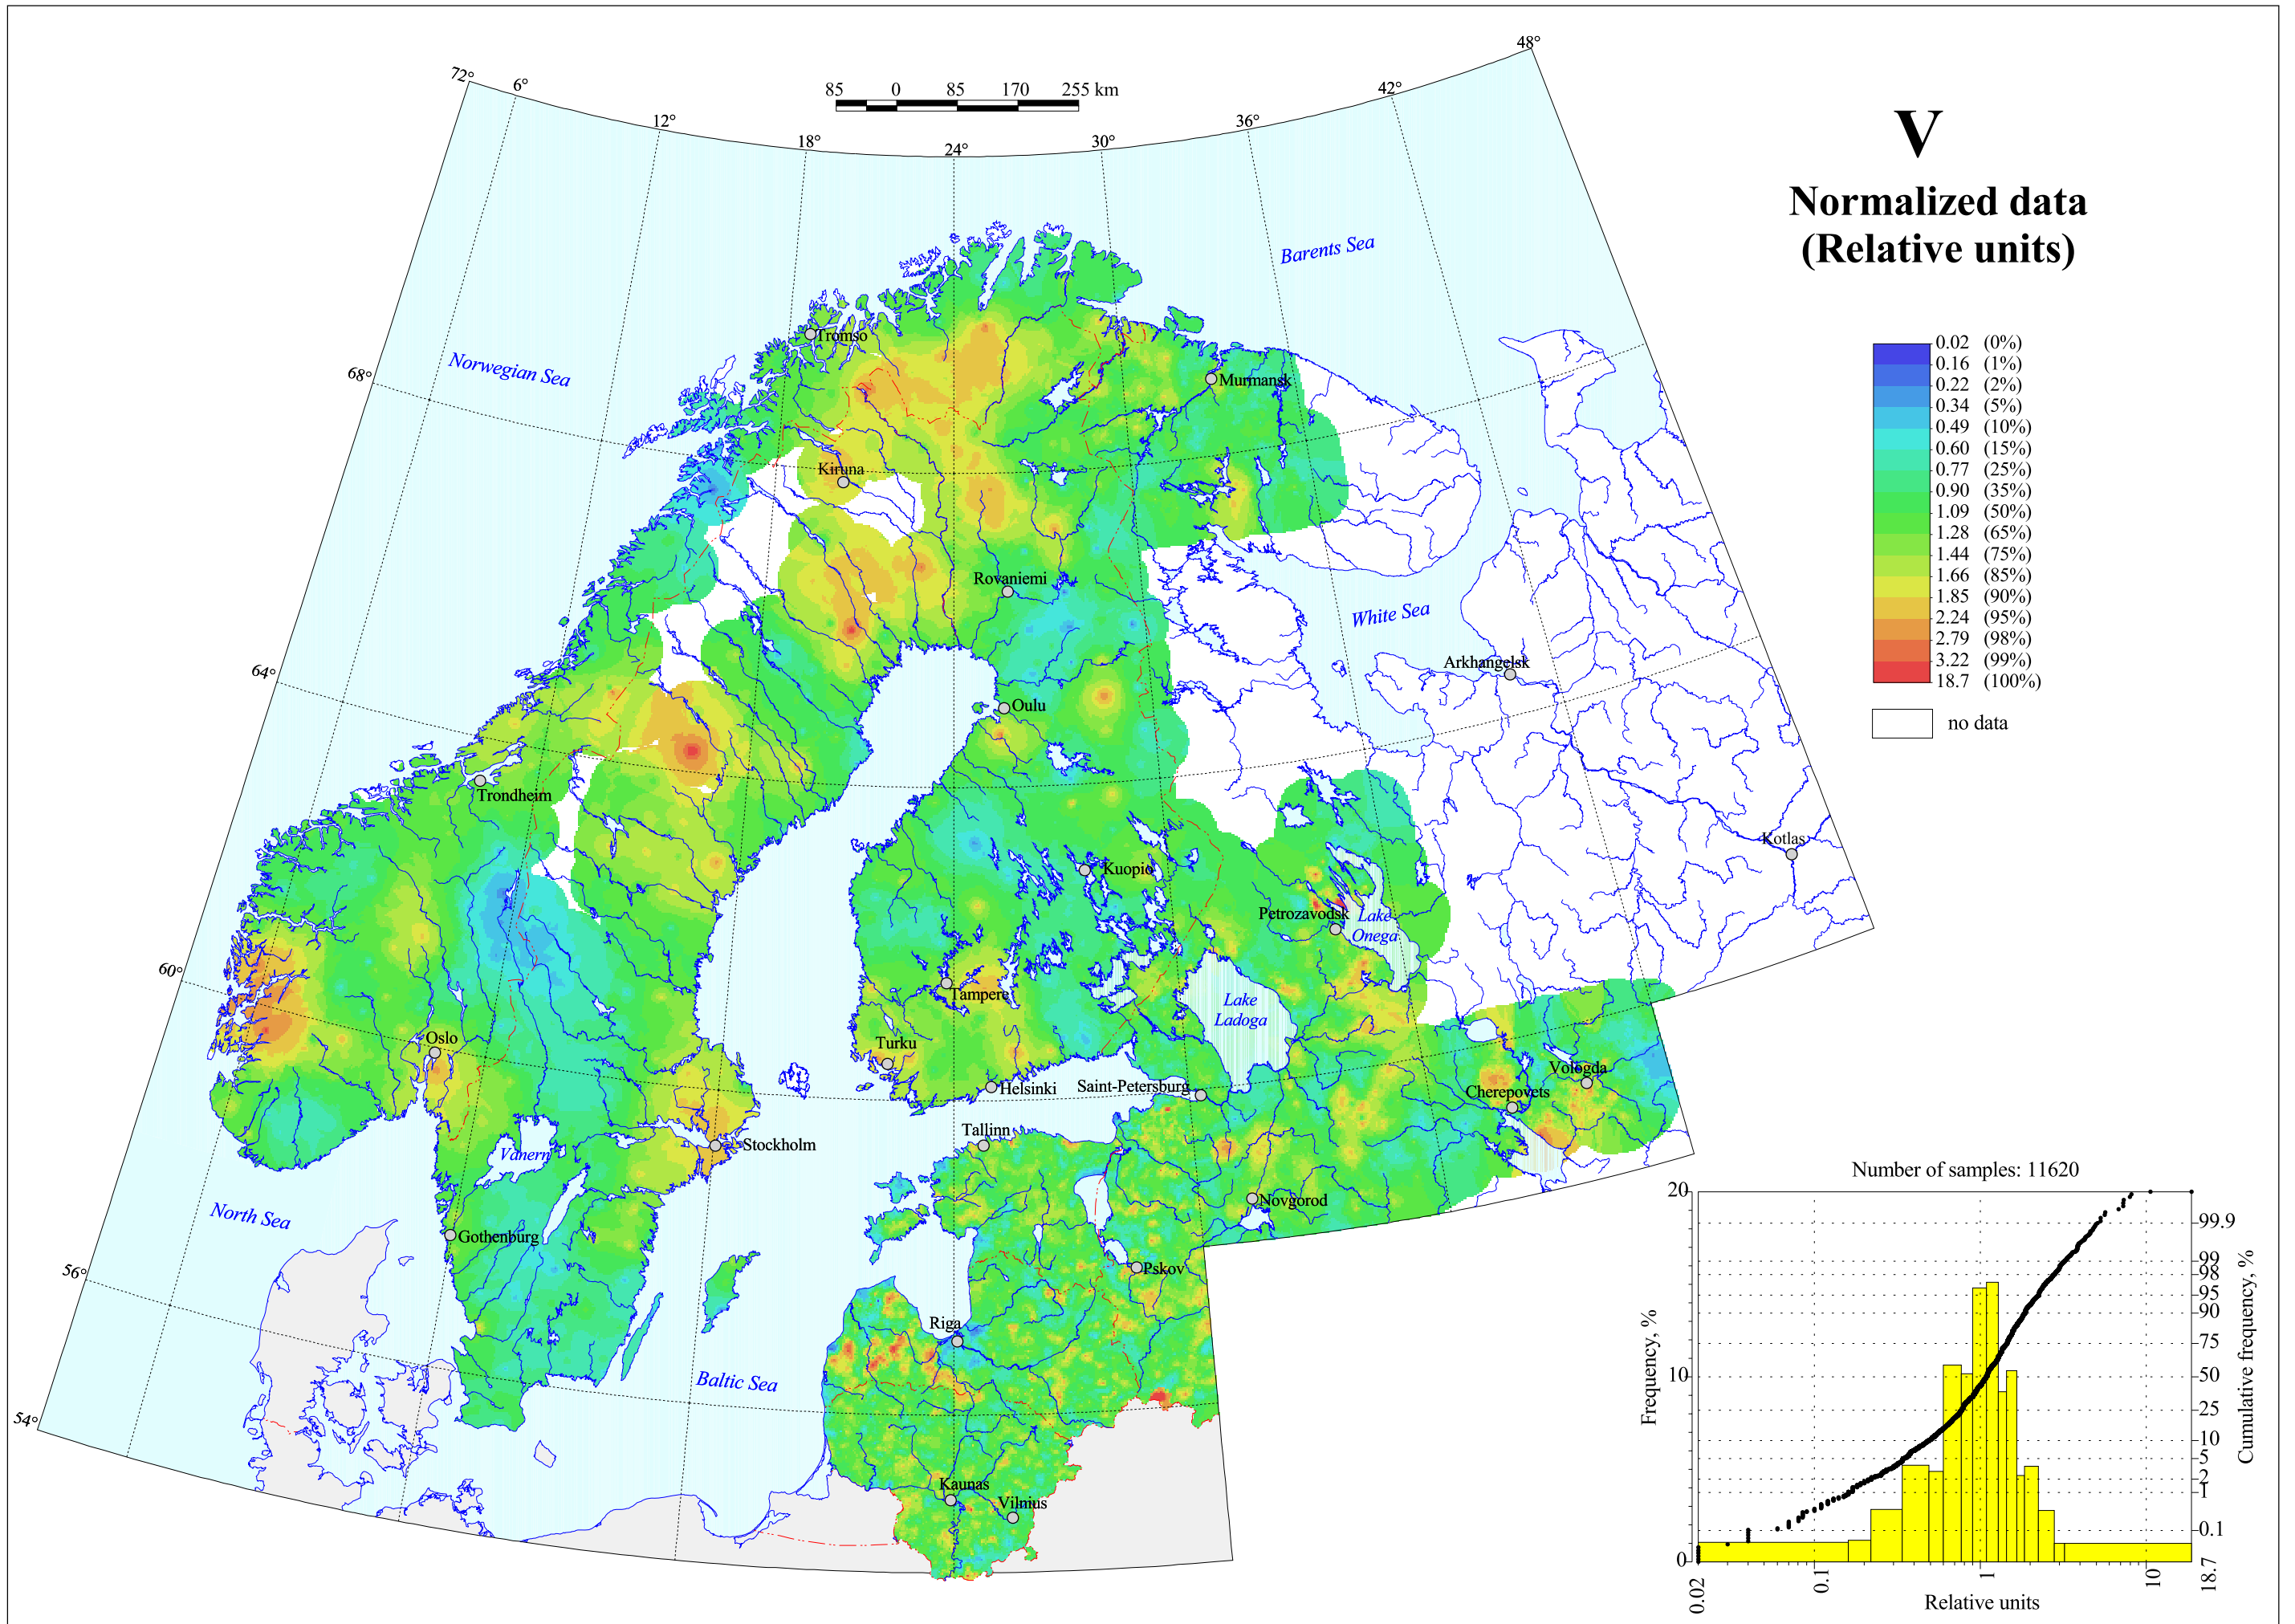 72°
6°
12°
18°
24°
30°
36°
42°
48°
85 0 85 170 255 km
V
Normalized data
(Relative units)
0.02 (0%)
0.16 (1%)
0.22 (2%)
0.34 (5%)
0.49 (10%)
0.60 (15%)
0.77 (25%)
0.90 (35%)
1.09 (50%)
1.28 (65%)
1.44 (75%)
1.66 (85%)
1.85 (90%)
2.24 (95%)
2.79 (98%)
3.22 (99%)
18.7 (100%)
no data
Barents Sea
Tromso
Norwegian Sea
68°
Murmansk
Kiruna
Rovaniemi
White Sea
64°
Arkhangelsk
Oulu
Trondheim
Kotlas
Kuopio
Petrozavodsk
Lake
Onega
60°
Tampere
Lake
Ladoga
Oslo
Turku
Helsinki
Saint-Petersburg
Vologda
Cherepovets
Tallinn
Stockholm
Vanern
Novgorod
North Sea
Gothenburg
56°
Pskov
Riga
Baltic Sea
54°
Kaunas
Vilnius
Number of samples: 11620
20
10
0
Frequency, %
99.9
99
98
95
90
75
50
25
10
5
2
1
0.1
Cumulative frequency, %
0.02
0.1
1
10
18.7
Relative units